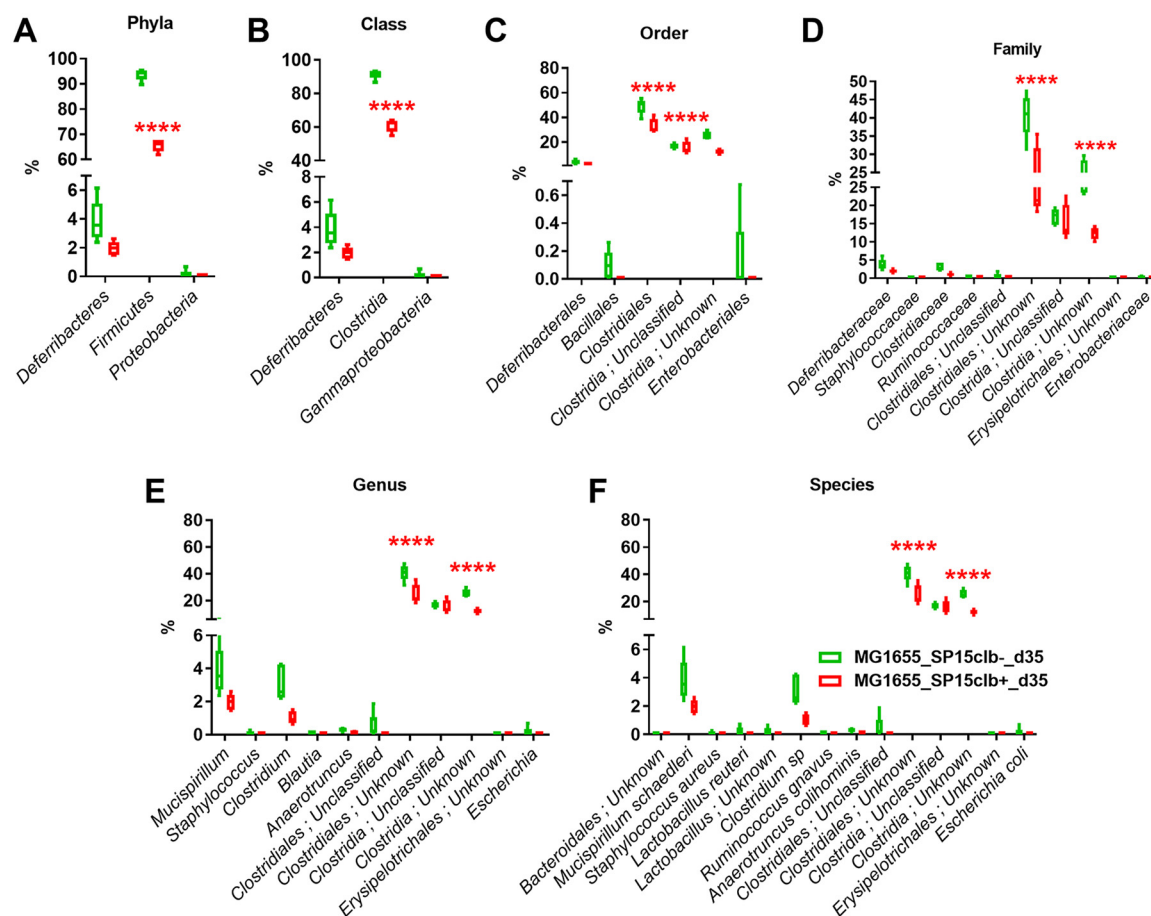 A
Phyla
%
100
90
80
70
60
6
4
2
0
****
Deferribacteres
Firmicutes
Proteobacteria
B
Class
100
80
60
40
8
6
4
2
0
****
Deferribacteres
Clostridia
Gammaproteobacteria
C
Order
%
80
60
40
20
0.6
0.4
0.2
0.0
****
****
Deferribacterales
Bacillales
Clostridiales
Clostridia ; Unclassified
Clostridia ; Unknown
Enterobacteriales
D
Family
%
50
45
40
35
30
25
20
15
10
5
0
****
****
Deferribacteraceae
Staphylococcaceae
Clostridiaceae
Ruminococcaceae
Clostridiales ; Unclassified
Clostridiales ; Unknown
Clostridia ; Unclassified
Clostridia ; Unknown
Erysipelotrichales ; Unknown
Enterobacteriaceae
E
Genus
%
80
60
40
20
6
4
2
0
****
****
Mucispirillum
Staphylococcus
Clostridium
Blautia
Anaerotruncus
Clostridiales ; Unclassified
Clostridiales ; Unknown
Clostridia ; Unclassified
Clostridia ; Unknown
Erysipelotrichales ; Unknown
Escherichia
F
Species
%
80
60
40
20
6
4
2
0
****
****
MG1655_SP15clb-_d35
MG1655_SP15clb+_d35
Bacteroidales ; Unknown
Mucispirillum schaedleri
Staphylococcus aureus
Lactobacillus reuteri
Lactobacillus ; Unknown
Clostridium sp
Ruminococcus gnavus
Anaerotruncus colihominis
Clostridiales ; Unclassified
Clostridiales ; Unknown
Clostridia ; Unclassified
Clostridia ; Unknown
Erysipelotrichales ; Unknown
Escherichia coli